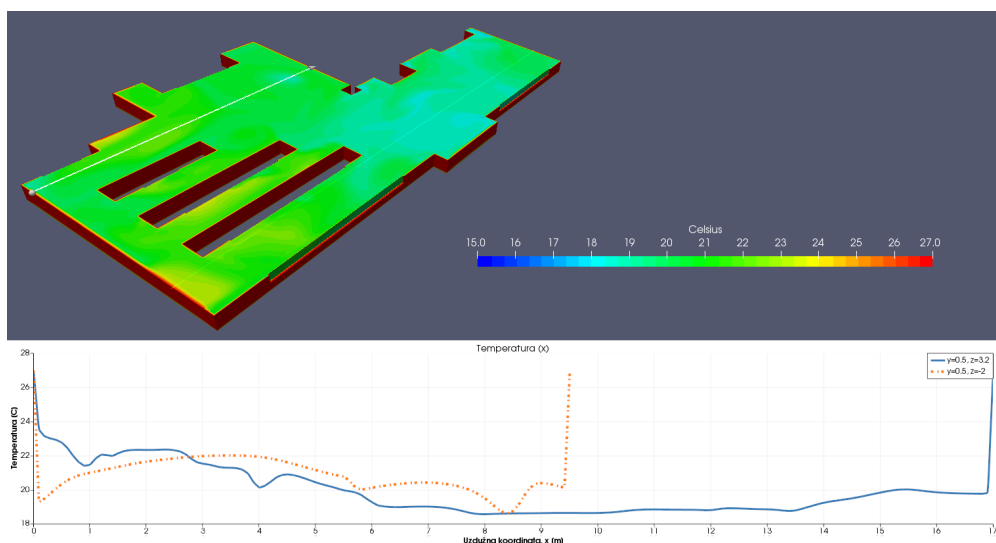 Celsius
15.0 16 17 18 19 20 21 22 23 24 25 26 27.0
Temperatura (x)
y=0.5, z=3.2
y=0.5, z=-2
Temperatura (C)
28
26
24
22
20
18
0 1 2 3 4 5 6 7 8 9 10 11 12 13 14 15 16 17
Uzdužna koordinata, x (m)